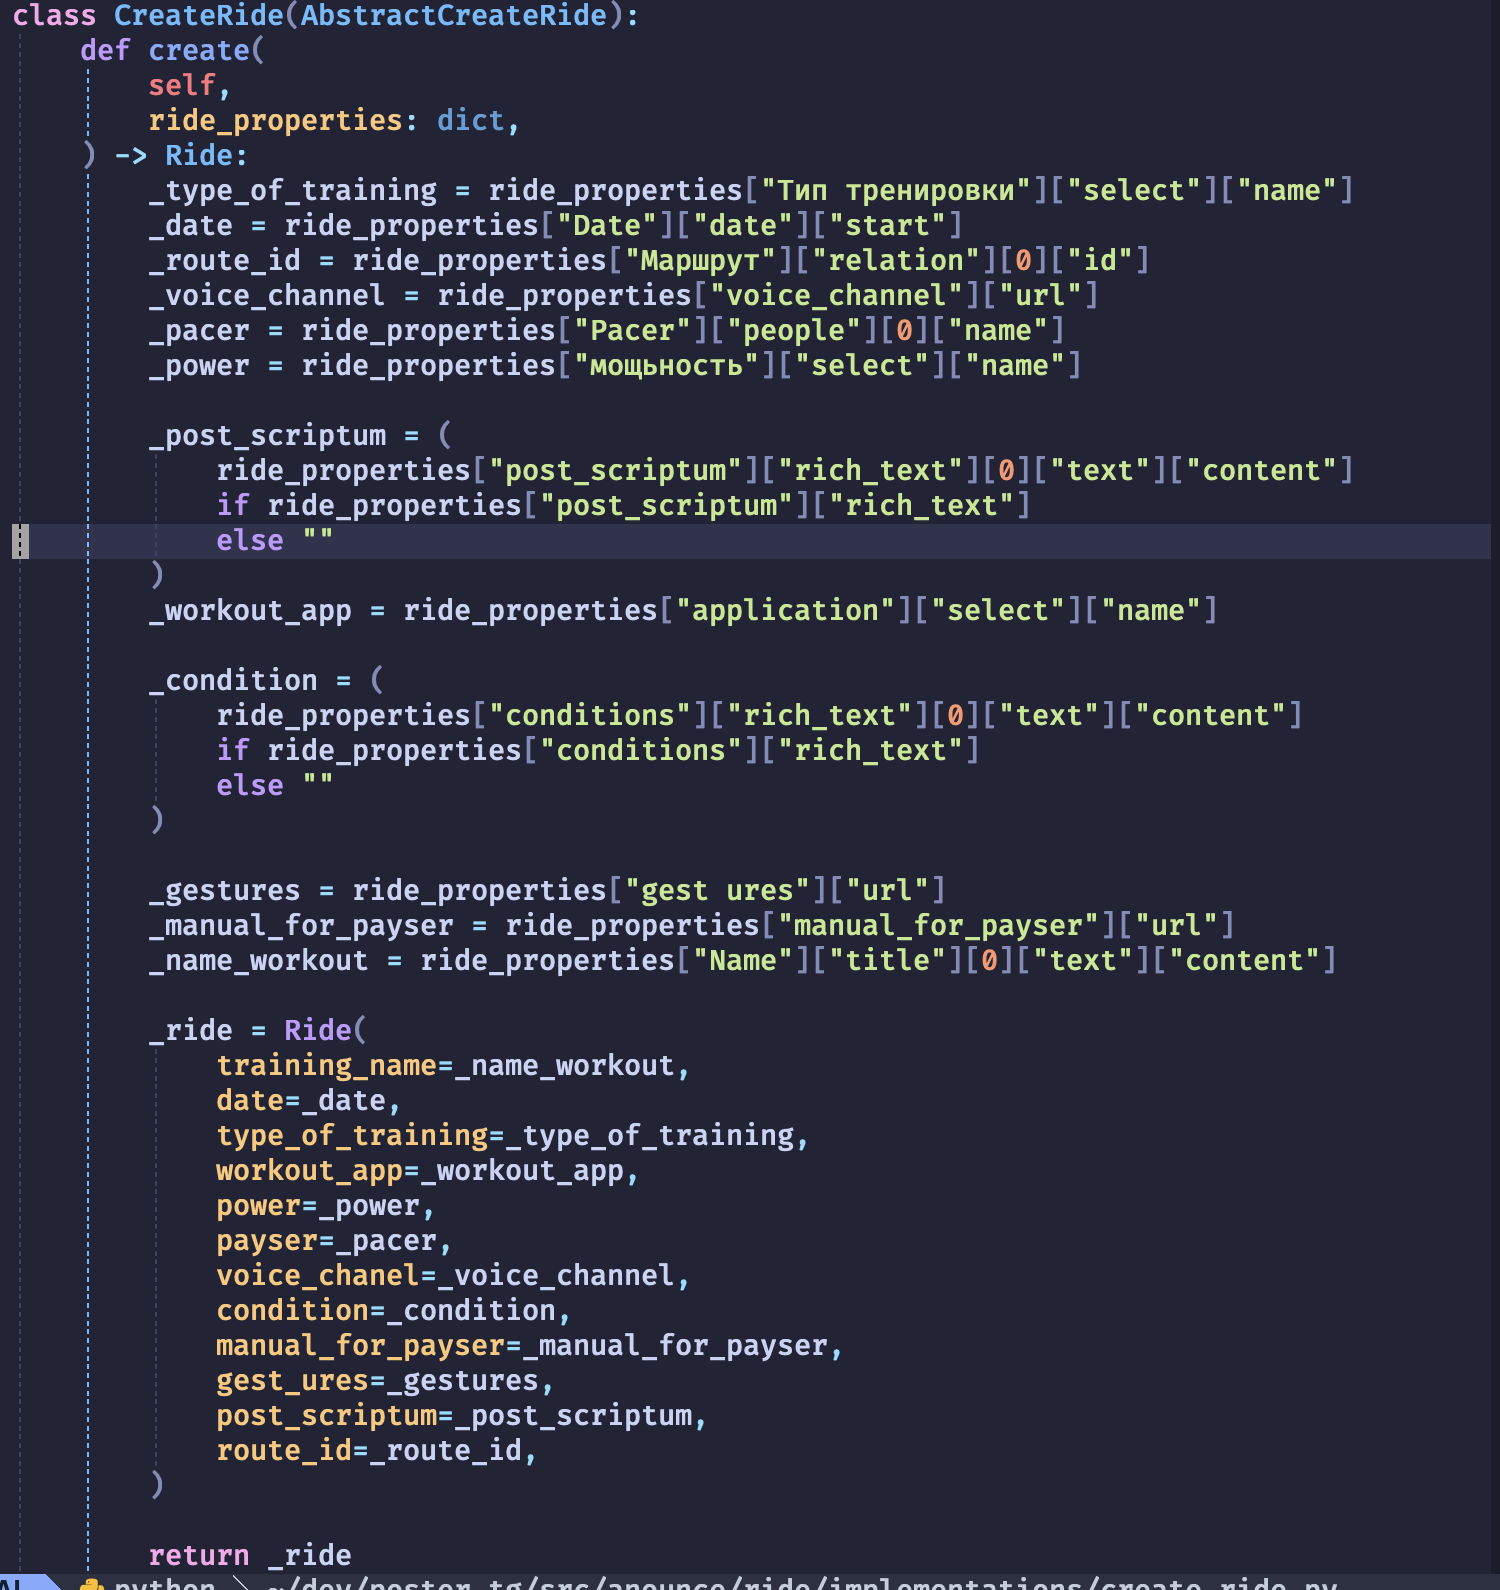 class CreateRide(AbstractCreateRide):
def create(
self,
ride_properties: dict,
) -> Ride:
_type_of_training = ride_properties["Тип тренировки"]["select"]["name"]
_date = ride_properties["Date"]["date"]["start"]
_route_id = ride_properties["Маршрут"]["relation"][0]["id"]
_voice_channel = ride_properties["voice_channel"]["url"]
_pacer = ride_properties["Pacer"]["people"][0]["name"]
_power = ride_properties["мощьность"]["select"]["name"]
_post_scriptum = (
ride_properties["post_scriptum"]["rich_text"][0]["text"]["content"]
if ride_properties["post_scriptum"]["rich_text"]
else ""
)
_workout_app = ride_properties["application"]["select"]["name"]
_condition = (
ride_properties["conditions"]["rich_text"][0]["text"]["content"]
if ride_properties["conditions"]["rich_text"]
else ""
)
_gestures = ride_properties["gest ures"]["url"]
_manual_for_payser = ride_properties["manual_for_payser"]["url"]
_name_workout = ride_properties["Name"]["title"][0]["text"]["content"]
_ride = Ride(
training_name=_name_workout,
date=_date,
type_of_training=_type_of_training,
workout_app=_workout_app,
power=_power,
payser=_pacer,
voice_chanel=_voice_channel,
condition=_condition,
manual_for_payser=_manual_for_payser,
gest_ures=_gestures,
post_scriptum=_post_scriptum,
route_id=_route_id,
)
return _ride
python ~/dev/poster_tg/src/anounce/ride/implementations/create_ride.py